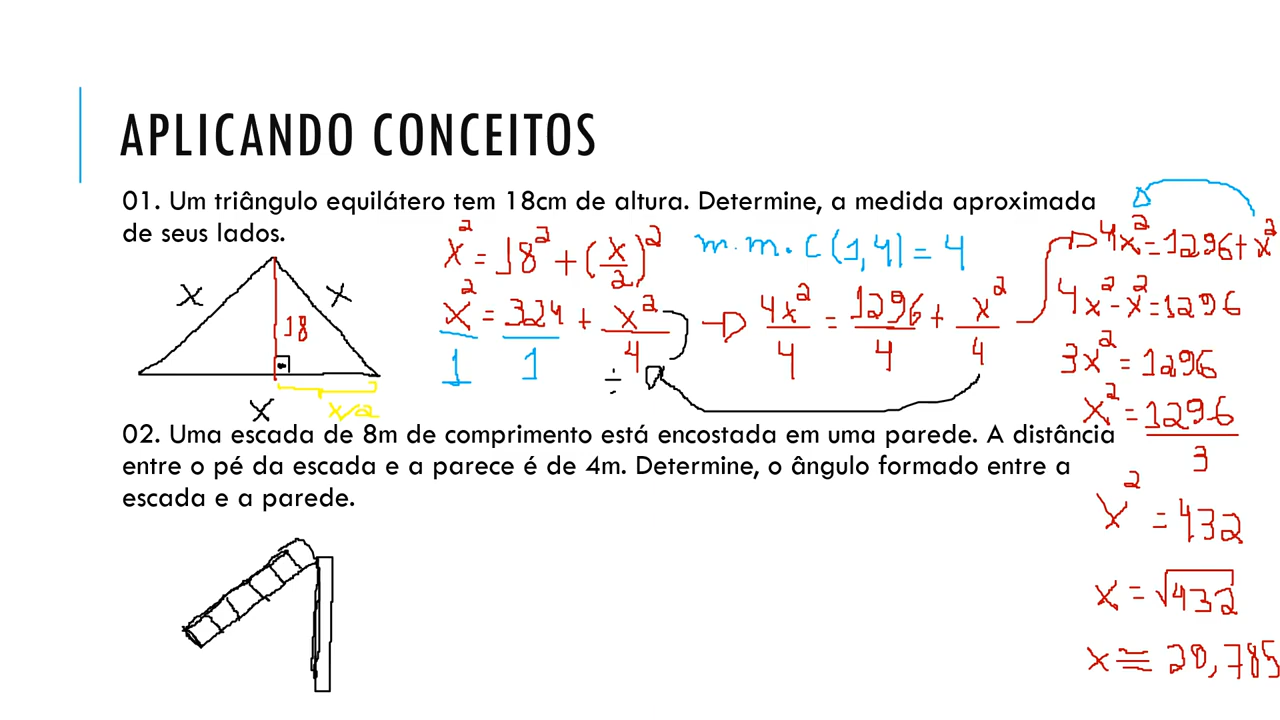 APLICANDO CONCEITOS
01. Um triângulo equilátero tem 18cm de altura. Determine, a medida aproximada
de seus lados.
x x
18
x x/2
x² = 18² + (x/2)²
m.m.c (1,4) = 4
x²/1 = 324/1 + x²/4
÷
4x²/4 = 1296/4 + x²/4
4x² = 1296 + x²
4x² - x² = 1296
3x² = 1296
x² = 1296/3
x² = 432
x = √432
x ≅ 20,785
02. Uma escada de 8m de comprimento está encostada em uma parede. A distância
entre o pé da escada e a parece é de 4m. Determine, o ângulo formado entre a
escada e a parede.